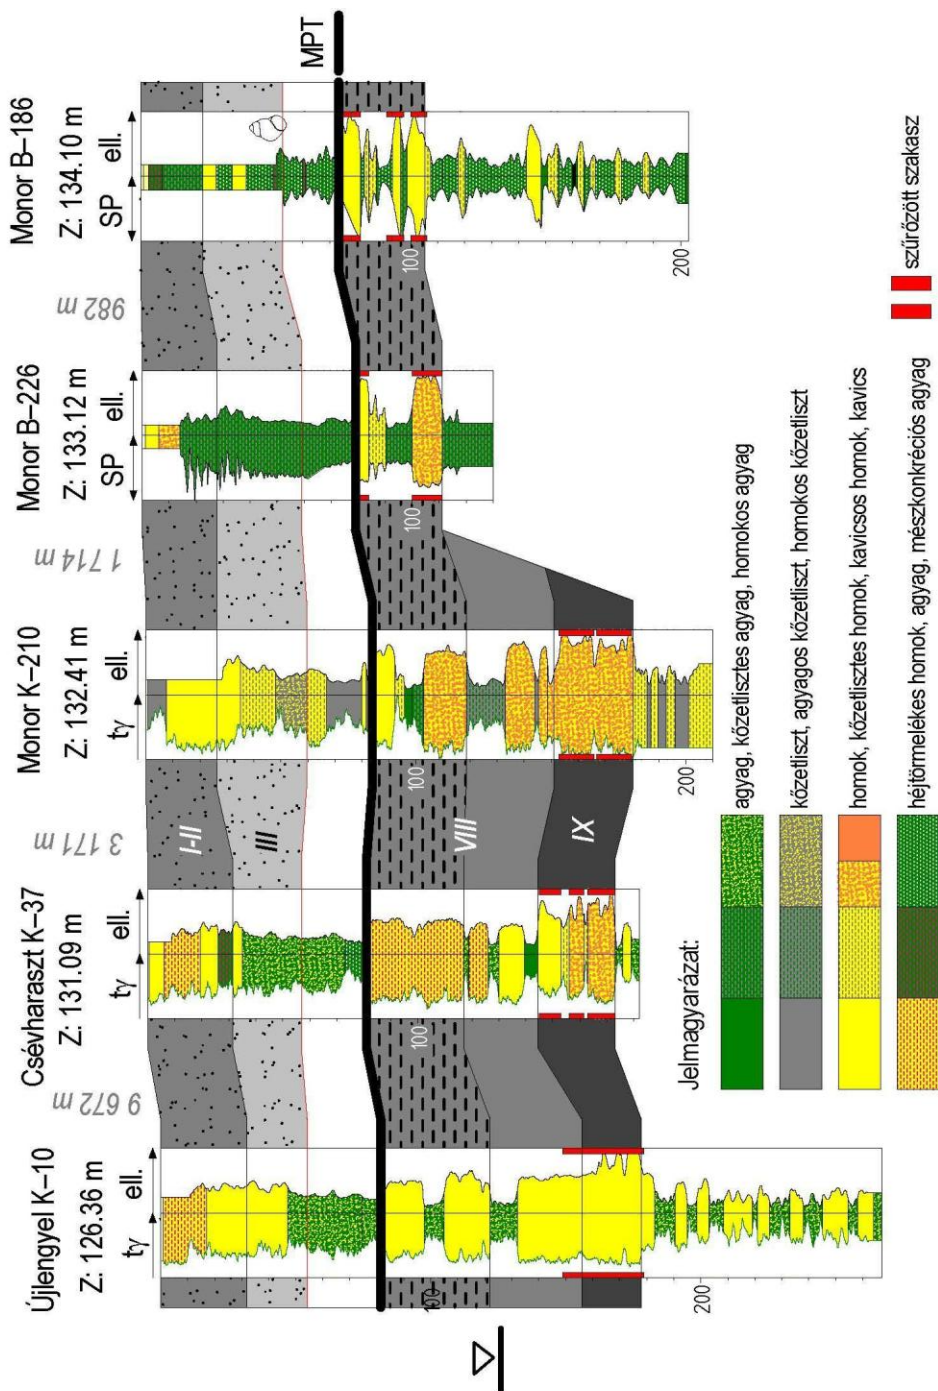 Újlengyel K–10
Z: 126.36 m
tγ ell.
9 672 m
Csévharaszt K–37
Z: 131.09 m
tγ ell.
3 171 m
Monor K–210
Z: 132.41 m
tγ ell.
1 714 m
Monor B–226
Z: 133.12 m
SP ell.
982 m
Monor B–186
Z: 134.10 m
SP ell.
MPT
I-II
III
VIII
IX
100
100
100
100
100
200
200
200
Jelmagyarázat:
agyag, kőzetlisztes agyag, homokos agyag
kőzetliszt, agyagos kőzetliszt, homokos kőzetliszt
homok, kőzetlisztes homok, kavicsos homok, kavics
héjtörmelékes homok, agyag, mészkonkréciós agyag
szűrőzött szakasz